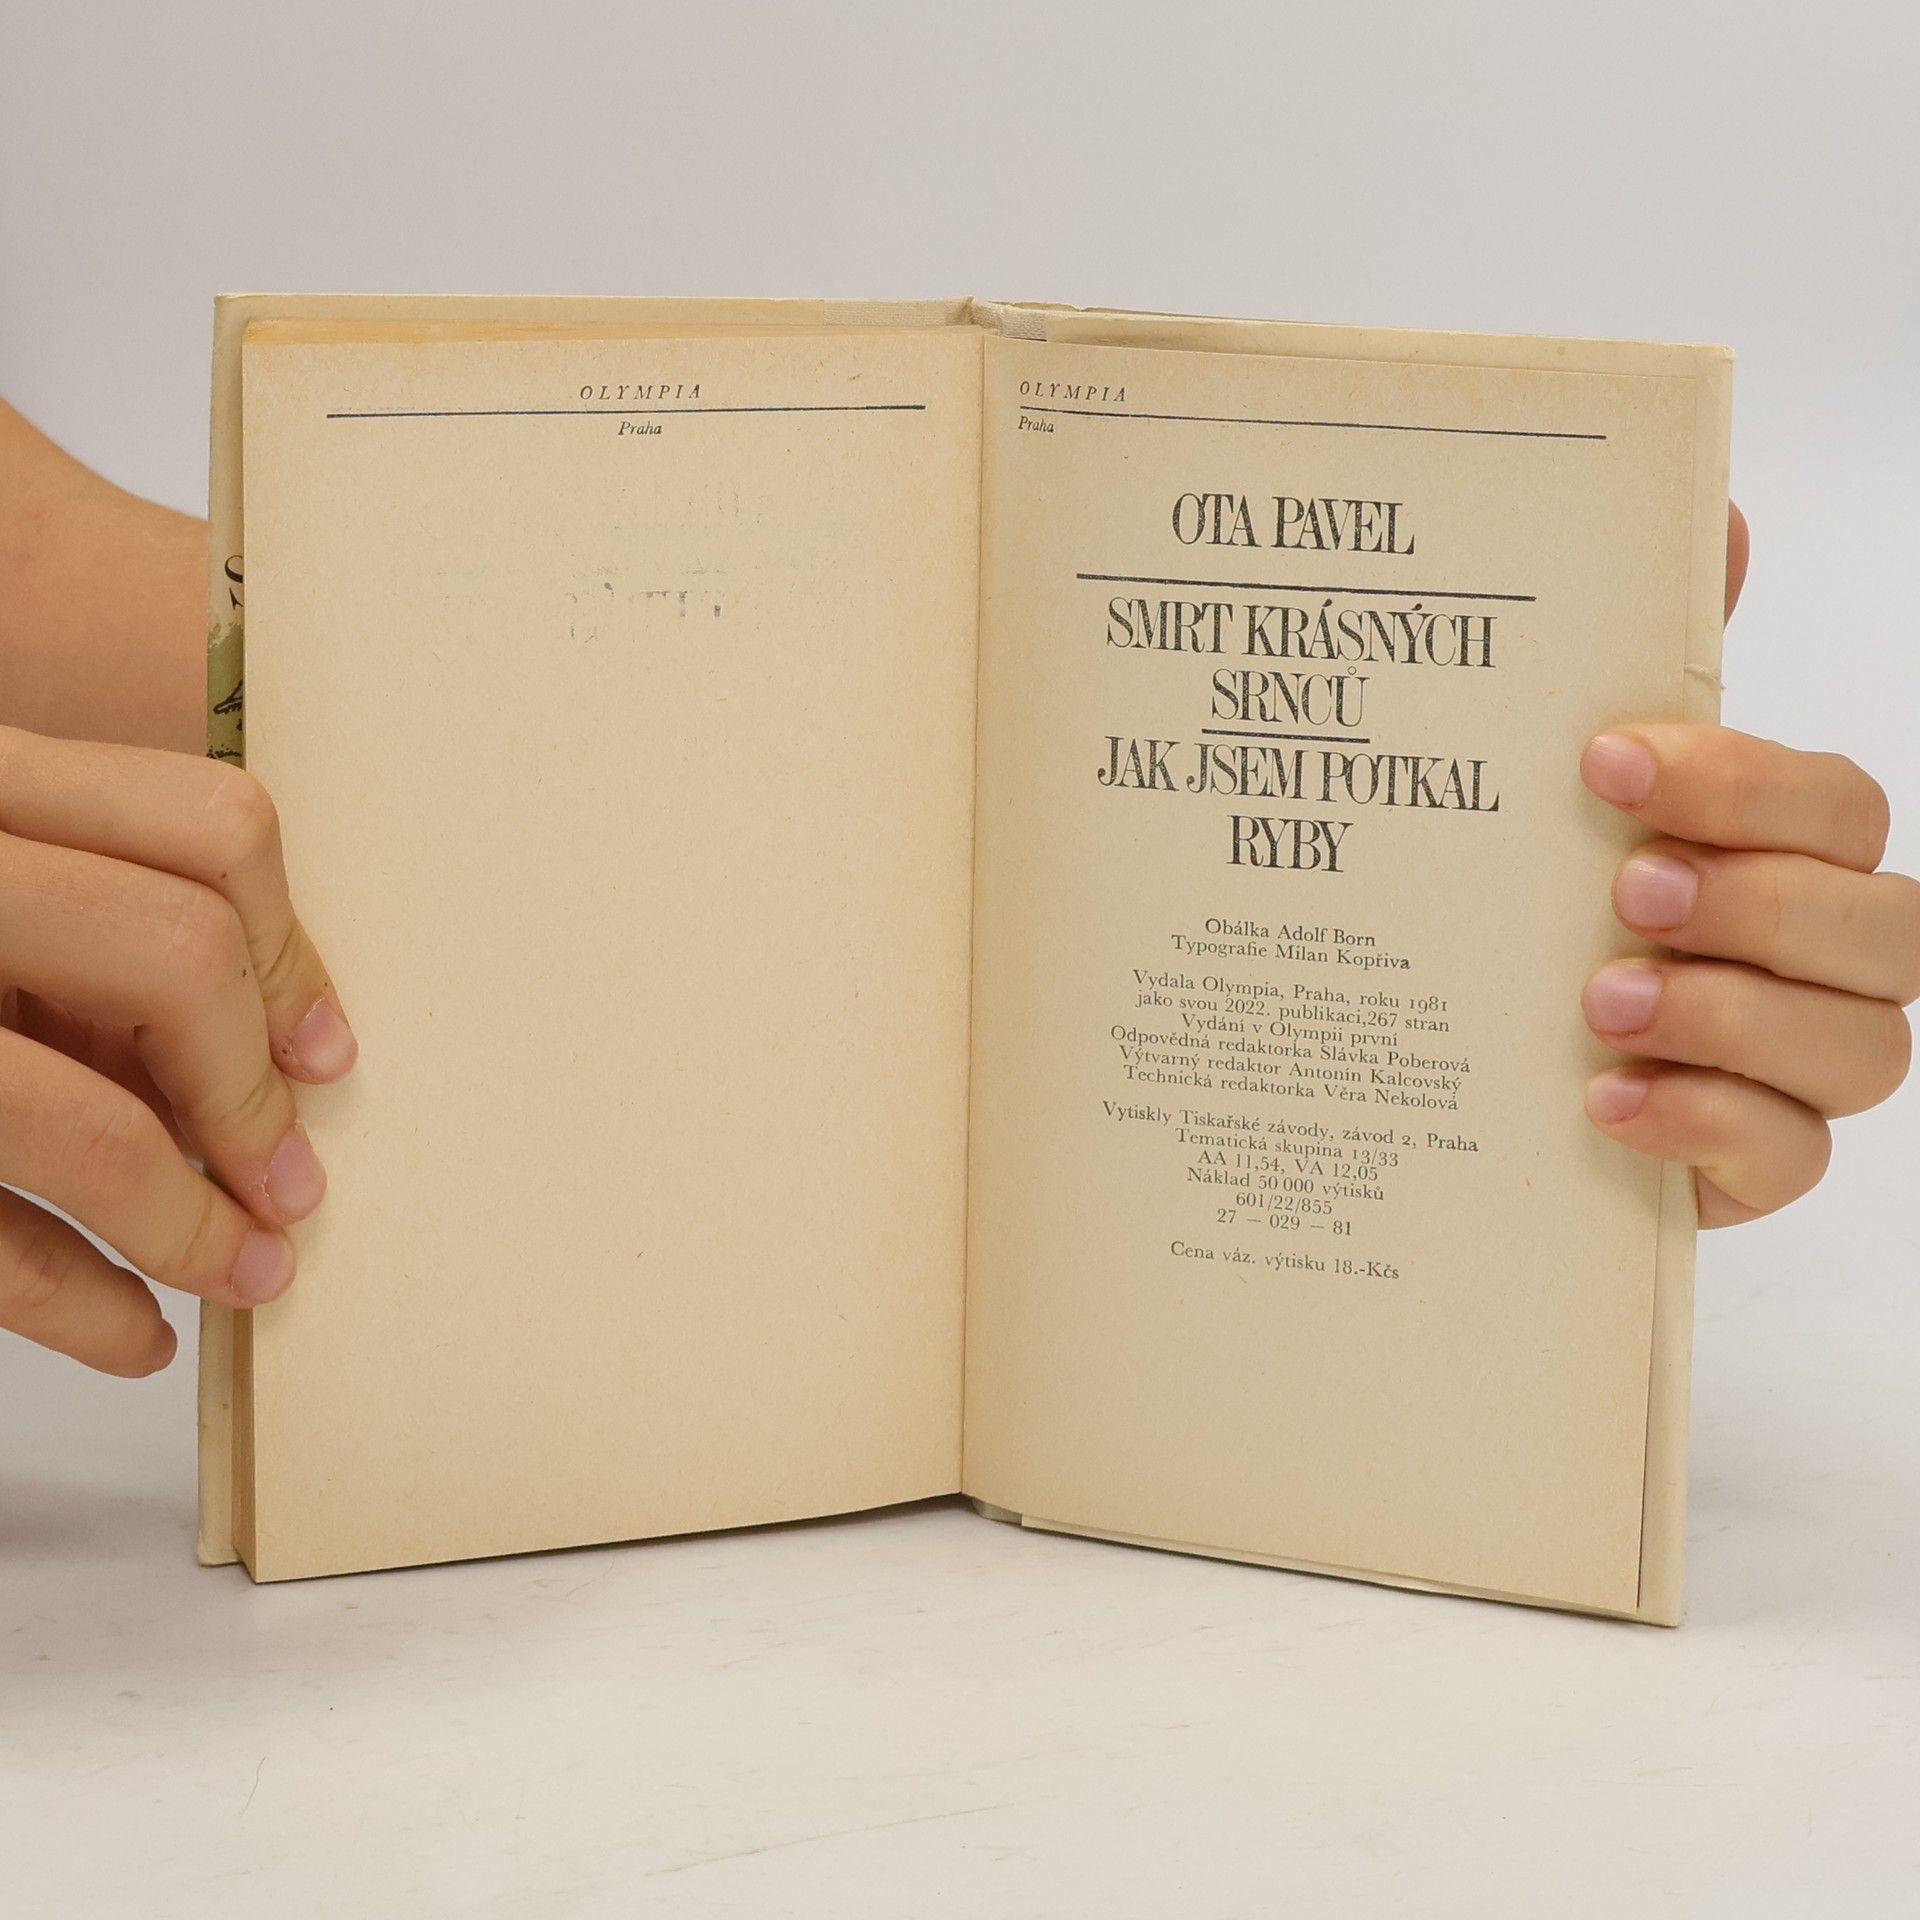 OLYMPIA
Praha
OLYMPIA
Praha
OTA PAVEL
SMRT KRÁSNÝCH
SRNCŮ
JAK JSEM POTKAL
RYBY
Obálka Adolf Born
Typografie Milan Kopřiva
Vydala Olympia, Praha, roku 1981
jako svou 2022. publikaci,267 stran
Vydání v Olympii první
Odpovědná redaktorka Slávka Poberová
Výtvarný redaktor Antonín Kalcovský
Technická redaktorka Věra Nekolová
Vytiskly Tiskařské závody, závod 2, Praha
Tematická skupina 13/33
AA 11,54, VA 12,05
Náklad 50 000 výtisků
601/22/855
27 — 029 — 81
Cena váz. výtisku 18.-Kčs